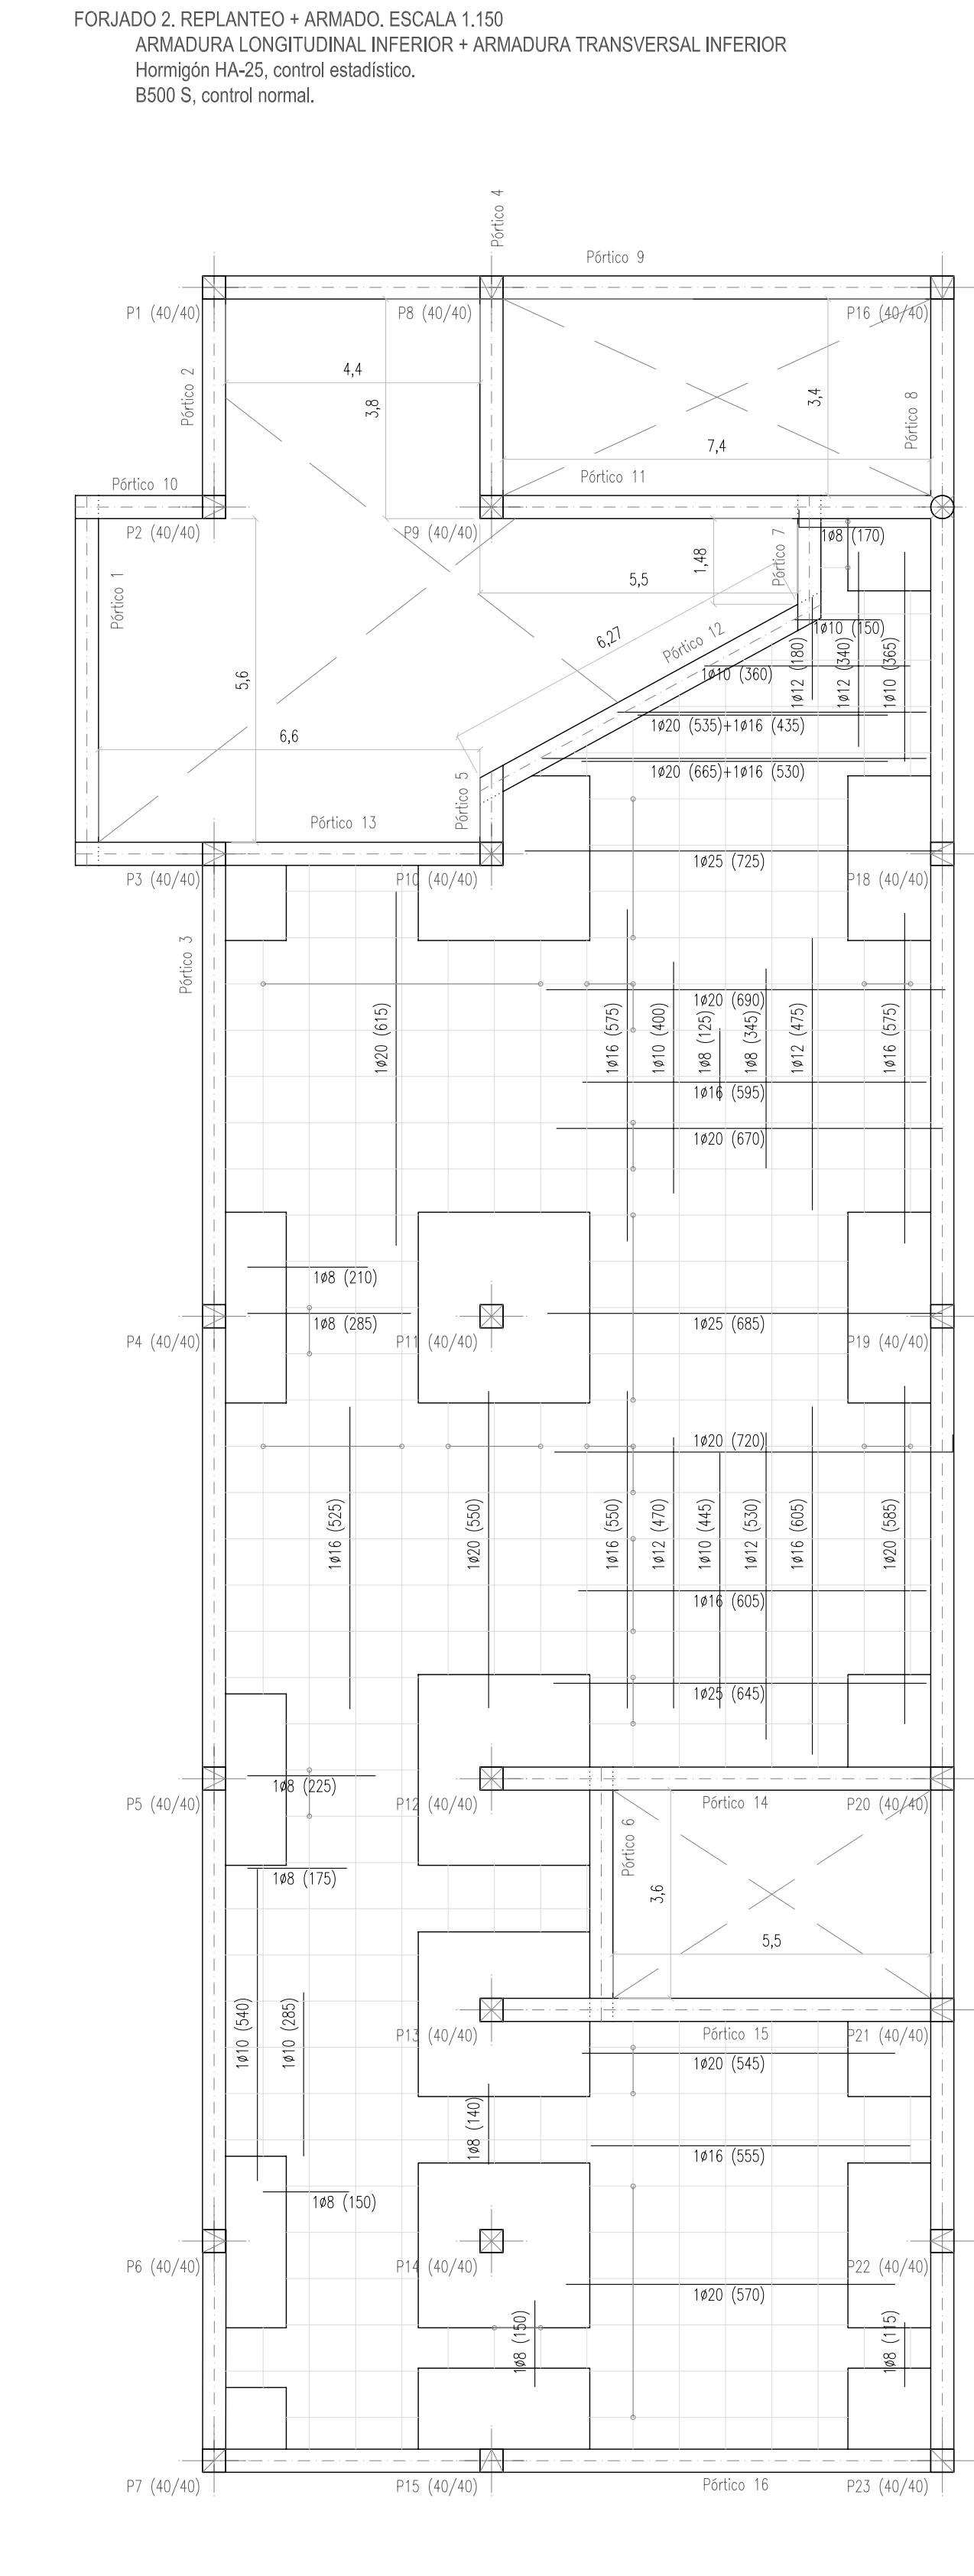 FORJADO 2. REPLANTEO + ARMADO. ESCALA 1.150
ARMADURA LONGITUDINAL INFERIOR + ARMADURA TRANSVERSAL INFERIOR
Hormigón HA-25, control estadístico.
B500 S, control normal.
Pórtico 4
Pórtico 9
P1 (40/40)
P8 (40/40)
P16 (40/40)
Pórtico 2
4,4
3,8
3,4
Pórtico 8
7,4
Pórtico 10
Pórtico 11
P2 (40/40)
P9 (40/40)
1ø8 (170)
Pórtico 7
1,48
5,5
Pórtico 1
6,27
Pórtico 12
1ø10 (150)
1ø12 (180)
1ø12 (340)
1ø10 (365)
1ø10 (360)
5,6
1ø20 (535)+1ø16 (435)
6,6
1ø20 (665)+1ø16 (530)
Pórtico 5
Pórtico 13
1ø25 (725)
P3 (40/40)
P10 (40/40)
P18 (40/40)
Pórtico 3
1ø20 (690)
1ø20 (615)
1ø16 (575)
1ø10 (400)
1ø8 (125)
1ø8 (345)
1ø12 (475)
1ø16 (575)
1ø16 (595)
1ø20 (670)
1ø8 (210)
1ø8 (285)
1ø25 (685)
P4 (40/40)
P11 (40/40)
P19 (40/40)
1ø20 (720)
1ø16 (525)
1ø20 (550)
1ø16 (550)
1ø12 (470)
1ø10 (445)
1ø12 (530)
1ø16 (605)
1ø20 (585)
1ø16 (605)
1ø25 (645)
1ø8 (225)
P5 (40/40)
P12 (40/40)
Pórtico 14
P20 (40/40)
Pórtico 6
1ø8 (175)
3,6
5,5
1ø10 (540)
1ø10 (285)
P13 (40/40)
Pórtico 15
P21 (40/40)
1ø20 (545)
1ø8 (140)
1ø16 (555)
1ø8 (150)
P6 (40/40)
P14 (40/40)
P22 (40/40)
1ø20 (570)
1ø8 (150)
1ø8 (115)
P7 (40/40)
P15 (40/40)
Pórtico 16
P23 (40/40)